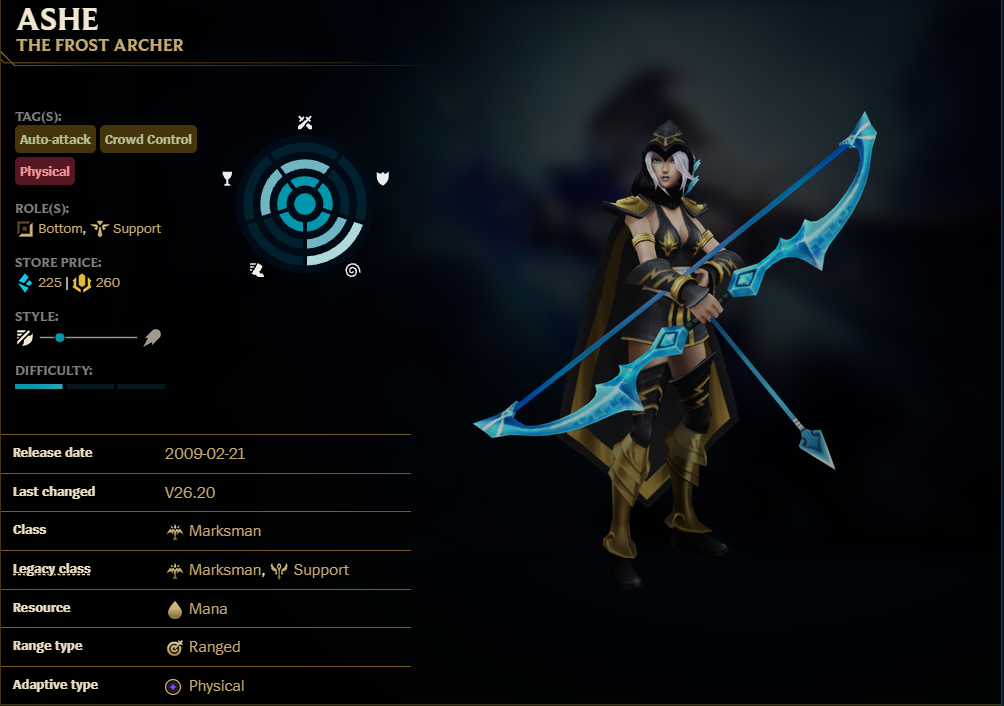 ASHE
THE FROST ARCHER
TAG(S):
Auto-attack Crowd Control
Physical
ROLE(S):
Bottom, Support
STORE PRICE:
225 | 260
STYLE:
DIFFICULTY:
Release date 2009-02-21
Last changed V26.20
Class Marksman
Legacy class Marksman, Support
Resource Mana
Range type Ranged
Adaptive type Physical